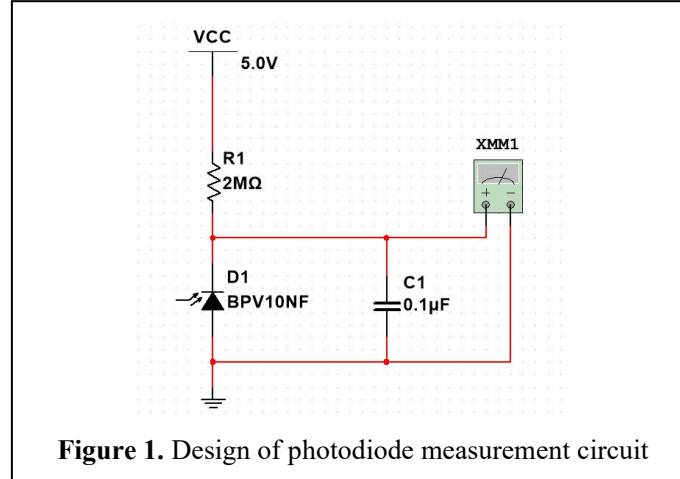 VCC
5.0V
XMM1
R1
2MΩ
+ −
D1
BPV10NF
C1
0.1µF
Figure 1. Design of photodiode measurement circuit